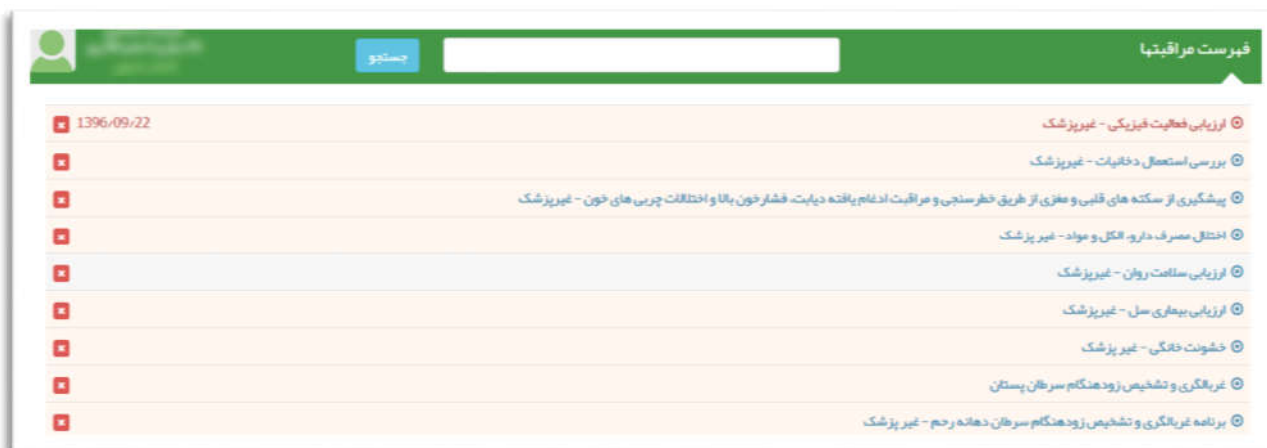 فهرست مراقبتها
جستجو
ارزیابی فعالیت فیزیکی - غیرپزشک 1396/09/22
بررسی استعمال دخانیات - غیرپزشک
پیشگیری از سکته های قلبی و مغزی از طریق خطرسنجی و مراقبت ادغام یافته دیابت، فشارخون بالا و اختلالات چربی های خون - غیرپزشک
اختلال مصرف دارو، الکل و مواد - غیر پزشک
ارزیابی سلامت روان - غیرپزشک
ارزیابی بیماری سل - غیرپزشک
خشونت خانگی - غیر پزشک
غربالگری و تشخیص زودهنگام سرطان پستان
برنامه غربالگری و تشخیص زودهنگام سرطان دهانه رحم - غیر پزشک